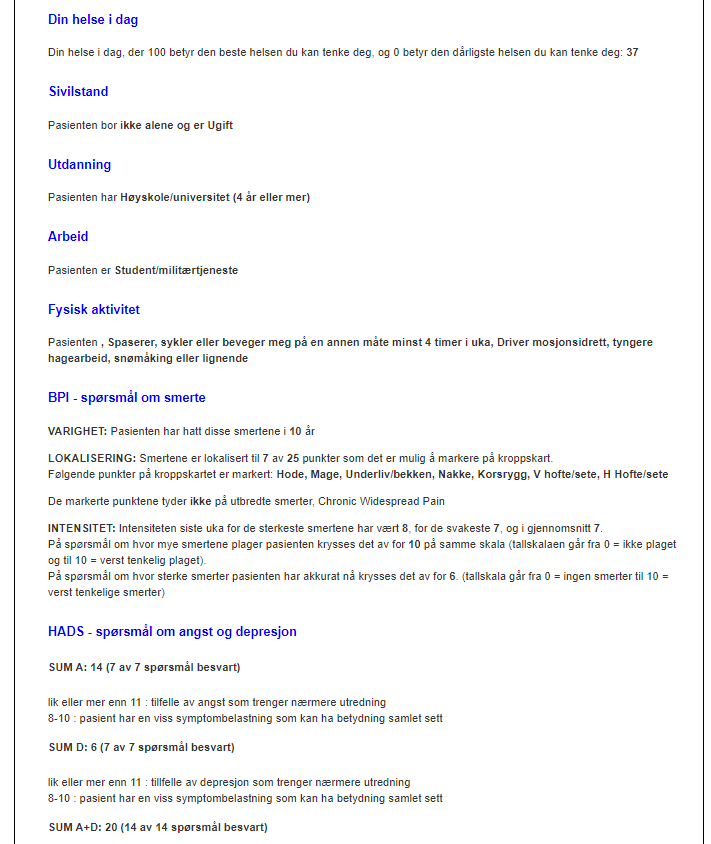 Din helse i dag
Din helse i dag, der 100 betyr den beste helsen du kan tenke deg, og 0 betyr den dårligste helsen du kan tenke deg: 37
Sivilstand
Pasienten bor ikke alene og er Ugift
Utdanning
Pasienten har Høyskole/universitet (4 år eller mer)
Arbeid
Pasienten er Student/militærtjeneste
Fysisk aktivitet
Pasienten , Spaserer, sykler eller beveger meg på en annen måte minst 4 timer i uka, Driver mosjonsidrett, tyngere
hagearbeid, snømåking eller lignende
BPI - spørsmål om smerte
VARIGHET: Pasienten har hatt disse smertene i 10 år
LOKALISERING: Smertene er lokalisert til 7 av 25 punkter som det er mulig å markere på kroppskart.
Følgende punkter på kroppskartet er markert: Hode, Mage, Underliv/bekken, Nakke, Korsrygg, V hofte/sete, H Hofte/sete
De markerte punktene tyder ikke på utbredte smerter, Chronic Widespread Pain
INTENSITET: Intensiteten siste uka for de sterkeste smertene har vært 8, for de svakeste 7, og i gjennomsnitt 7.
På spørsmål om hvor mye smertene plager pasienten krysses det av for 10 på samme skala (tallskalaen går fra 0 = ikke plaget
og til 10 = verst tenkelig plaget).
På spørsmål om hvor sterke smerter pasienten har akkurat nå krysses det av for 6. (tallskala går fra 0 = ingen smerter til 10 =
verst tenkelige smerter)
HADS - spørsmål om angst og depresjon
SUM A: 14 (7 av 7 spørsmål besvart)
lik eller mer enn 11 : tilfelle av angst som trenger nærmere utredning
8-10 : pasient har en viss symptombelastning som kan ha betydning samlet sett
SUM D: 6 (7 av 7 spørsmål besvart)
lik eller mer enn 11 : tillfelle av depresjon som trenger nærmere utredning
8-10 : pasient har en viss symptombelastning som kan ha betydning samlet sett
SUM A+D: 20 (14 av 14 spørsmål besvart)